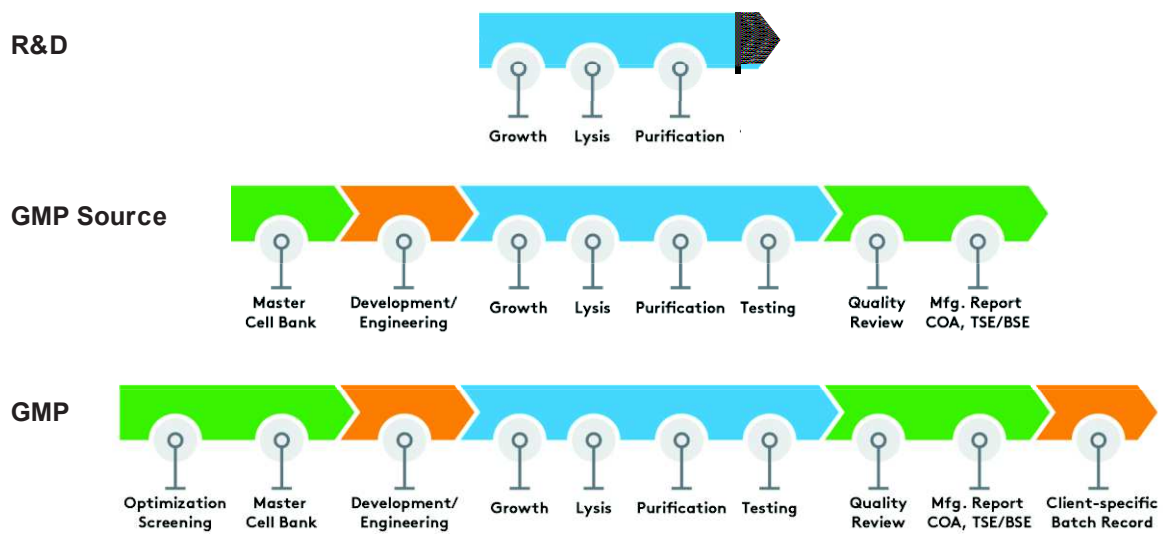 R&D
Growth Lysis Purification
GMP Source
Master Development/ Growth Lysis Purification Testing Quality Mfg. Report
Cell Bank Engineering Review COA, TSE/BSE
GMP
Optimization Master Development/ Growth Lysis Purification Testing Quality Mfg. Report Client-specific
Screening Cell Bank Engineering Review COA, TSE/BSE Batch Record